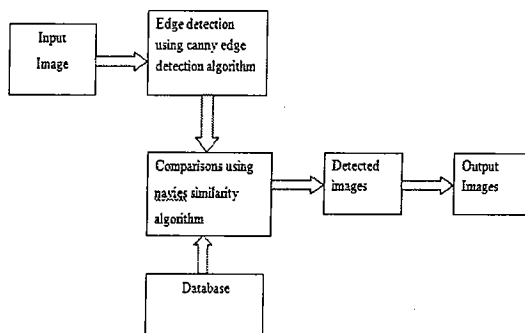 Input
Image
Edge detection
using canny edge
detection algorithm
Comparisons using
navies similarity
algorithm
Detected
images
Output
Images
Database